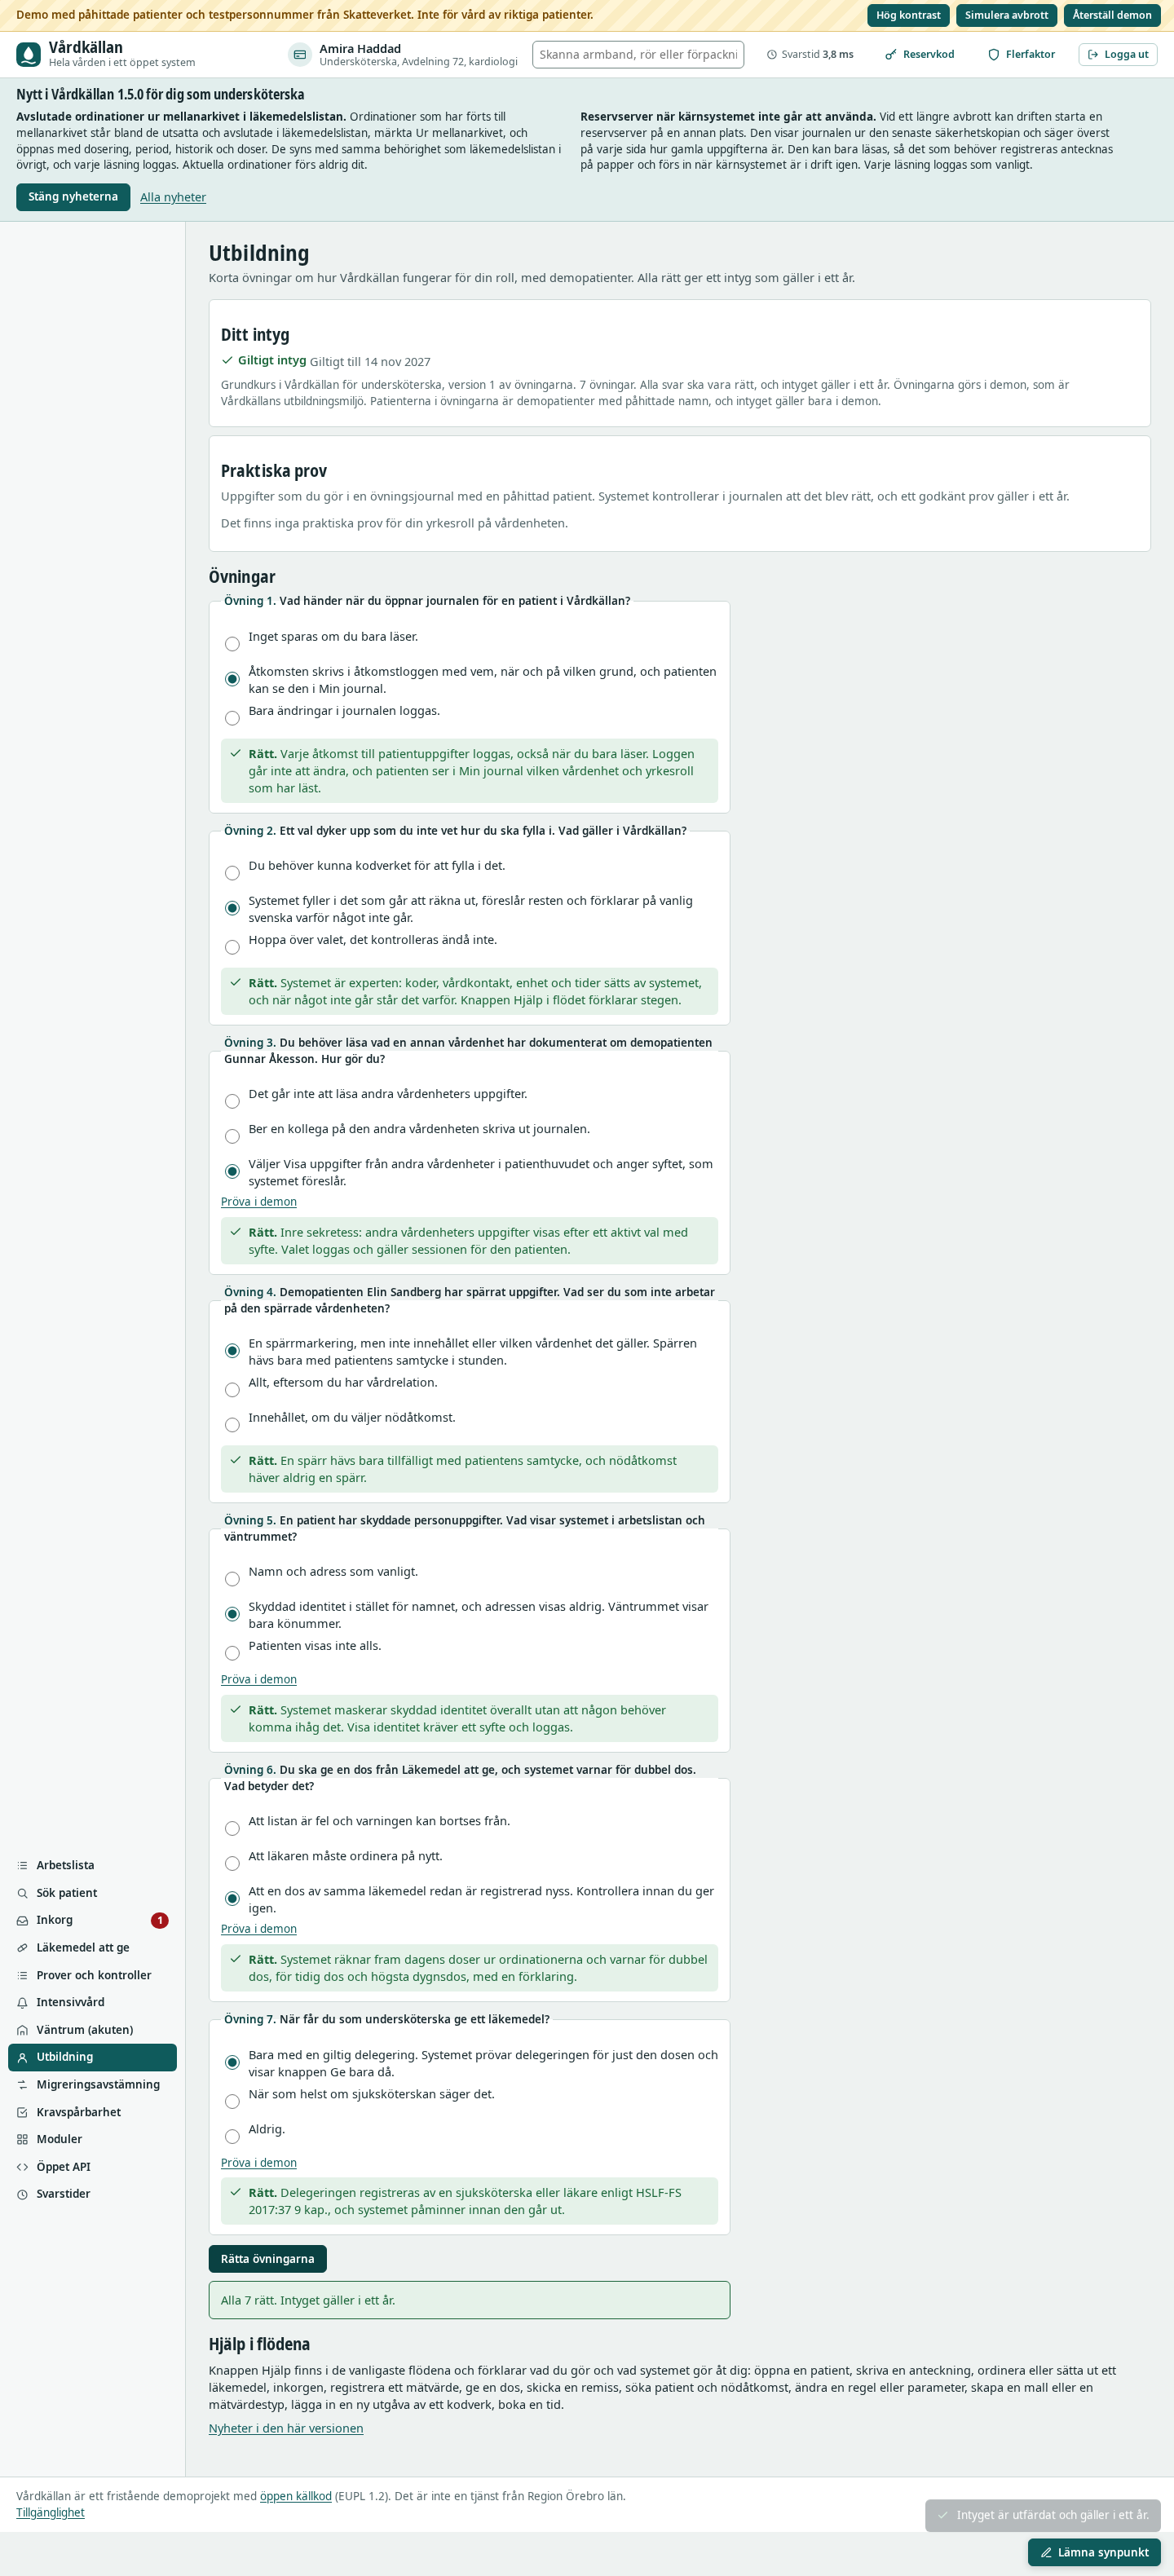 Demo med påhittade patienter och testpersonnummer från Skatteverket. Inte för vård av riktiga patienter.
Hög kontrast
Simulera avbrott
Återställ demon
Vårdkällan
Hela vården i ett öppet system
Amira Haddad
Undersköterska, Avdelning 72, kardiologi
Skanna armband, rör eller förpackni
Svarstid 3,8 ms
Reservkod
Flerfaktor
Logga ut
Nytt i Vårdkällan 1.5.0 för dig som undersköterska
Avslutade ordinationer ur mellanarkivet i läkemedelslistan. Ordinationer som har förts till
mellanarkivet står bland de utsatta och avslutade i läkemedelslistan, märkta Ur mellanarkivet, och
öppnas med dosering, period, historik och doser. De syns med samma behörighet som läkemedelslistan i
övrigt, och varje läsning loggas. Aktuella ordinationer förs aldrig dit.
Reservserver när kärnsystemet inte går att använda. Vid ett längre avbrott kan driften starta en
reservserver på en annan plats. Den visar journalen ur den senaste säkerhetskopian och säger överst
på varje sida hur gamla uppgifterna är. Den kan bara läsas, så det som behöver registreras antecknas
på papper och förs in när kärnsystemet är i drift igen. Varje läsning loggas som vanligt.
Stäng nyheterna
Alla nyheter
Utbildning
Korta övningar om hur Vårdkällan fungerar för din roll, med demopatienter. Alla rätt ger ett intyg som gäller i ett år.
Ditt intyg
Giltigt intyg Giltigt till 14 nov 2027
Grundkurs i Vårdkällan för undersköterska, version 1 av övningarna. 7 övningar. Alla svar ska vara rätt, och intyget gäller i ett år. Övningarna görs i demon, som är
Vårdkällans utbildningsmiljö. Patienterna i övningarna är demopatienter med påhittade namn, och intyget gäller bara i demon.
Praktiska prov
Uppgifter som du gör i en övningsjournal med en påhittad patient. Systemet kontrollerar i journalen att det blev rätt, och ett godkänt prov gäller i ett år.
Det finns inga praktiska prov för din yrkesroll på vårdenheten.
Övningar
Övning 1. Vad händer när du öppnar journalen för en patient i Vårdkällan?
Inget sparas om du bara läser.
Åtkomsten skrivs i åtkomstloggen med vem, när och på vilken grund, och patienten
kan se den i Min journal.
Bara ändringar i journalen loggas.
Rätt. Varje åtkomst till patientuppgifter loggas, också när du bara läser. Loggen
går inte att ändra, och patienten ser i Min journal vilken vårdenhet och yrkesroll
som har läst.
Övning 2. Ett val dyker upp som du inte vet hur du ska fylla i. Vad gäller i Vårdkällan?
Du behöver kunna kodverket för att fylla i det.
Systemet fyller i det som går att räkna ut, föreslår resten och förklarar på vanlig
svenska varför något inte går.
Hoppa över valet, det kontrolleras ändå inte.
Rätt. Systemet är experten: koder, vårdkontakt, enhet och tider sätts av systemet,
och när något inte går står det varför. Knappen Hjälp i flödet förklarar stegen.
Övning 3. Du behöver läsa vad en annan vårdenhet har dokumenterat om demopatienten
Gunnar Åkesson. Hur gör du?
Det går inte att läsa andra vårdenheters uppgifter.
Ber en kollega på den andra vårdenheten skriva ut journalen.
Väljer Visa uppgifter från andra vårdenheter i patienthuvudet och anger syftet, som
systemet föreslår.
Pröva i demon
Rätt. Inre sekretess: andra vårdenheters uppgifter visas efter ett aktivt val med
syfte. Valet loggas och gäller sessionen för den patienten.
Övning 4. Demopatienten Elin Sandberg har spärrat uppgifter. Vad ser du som inte arbetar
på den spärrade vårdenheten?
En spärrmarkering, men inte innehållet eller vilken vårdenhet det gäller. Spärren
hävs bara med patientens samtycke i stunden.
Allt, eftersom du har vårdrelation.
Innehållet, om du väljer nödåtkomst.
Rätt. En spärr hävs bara tillfälligt med patientens samtycke, och nödåtkomst
häver aldrig en spärr.
Övning 5. En patient har skyddade personuppgifter. Vad visar systemet i arbetslistan och
väntrummet?
Namn och adress som vanligt.
Skyddad identitet i stället för namnet, och adressen visas aldrig. Väntrummet visar
bara könummer.
Patienten visas inte alls.
Pröva i demon
Rätt. Systemet maskerar skyddad identitet överallt utan att någon behöver
komma ihåg det. Visa identitet kräver ett syfte och loggas.
Övning 6. Du ska ge en dos från Läkemedel att ge, och systemet varnar för dubbel dos.
Vad betyder det?
Att listan är fel och varningen kan bortses från.
Att läkaren måste ordinera på nytt.
Att en dos av samma läkemedel redan är registrerad nyss. Kontrollera innan du ger
igen.
Pröva i demon
Rätt. Systemet räknar fram dagens doser ur ordinationerna och varnar för dubbel
dos, för tidig dos och högsta dygnsdos, med en förklaring.
Övning 7. När får du som undersköterska ge ett läkemedel?
Bara med en giltig delegering. Systemet prövar delegeringen för just den dosen och
visar knappen Ge bara då.
När som helst om sjuksköterskan säger det.
Aldrig.
Pröva i demon
Rätt. Delegeringen registreras av en sjuksköterska eller läkare enligt HSLF-FS
2017:37 9 kap., och systemet påminner innan den går ut.
Rätta övningarna
Alla 7 rätt. Intyget gäller i ett år.
Hjälp i flödena
Knappen Hjälp finns i de vanligaste flödena och förklarar vad du gör och vad systemet gör åt dig: öppna en patient, skriva en anteckning, ordinera eller sätta ut ett
läkemedel, inkorgen, registrera ett mätvärde, ge en dos, skicka en remiss, söka patient och nödåtkomst, ändra en regel eller parameter, skapa en mall eller en
mätvärdestyp, lägga in en ny utgåva av ett kodverk, boka en tid.
Nyheter i den här versionen
Arbetslista
Sök patient
Inkorg 1
Läkemedel att ge
Prover och kontroller
Intensivvård
Väntrum (akuten)
Utbildning
Migreringsavstämning
Kravspårbarhet
Moduler
Öppet API
Svarstider
Vårdkällan är ett fristående demoprojekt med öppen källkod (EUPL 1.2). Det är inte en tjänst från Region Örebro län.
Tillgänglighet
Intyget är utfärdat och gäller i ett år.
Lämna synpunkt